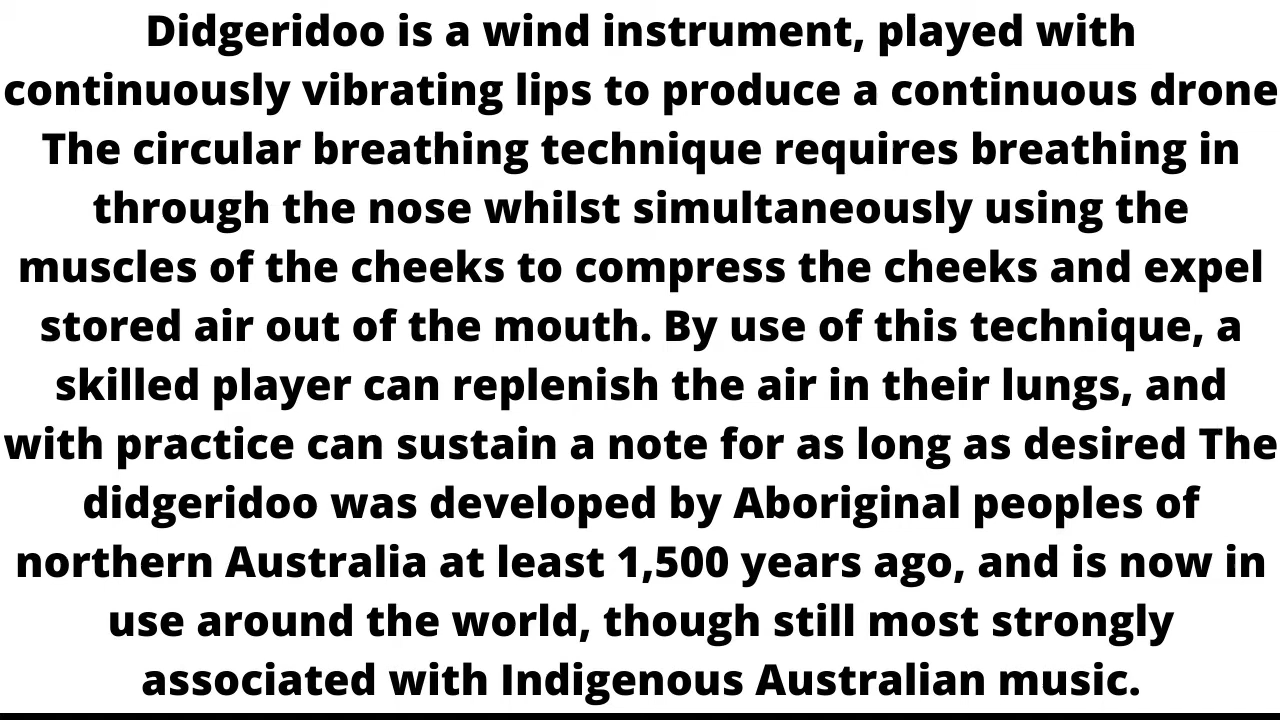 Didgeridoo is a wind instrument, played with
continuously vibrating lips to produce a continuous drone
The circular breathing technique requires breathing in
through the nose whilst simultaneously using the
muscles of the cheeks to compress the cheeks and expel
stored air out of the mouth. By use of this technique, a
skilled player can replenish the air in their lungs, and
with practice can sustain a note for as long as desired The
didgeridoo was developed by Aboriginal peoples of
northern Australia at least 1,500 years ago, and is now in
use around the world, though still most strongly
associated with Indigenous Australian music.